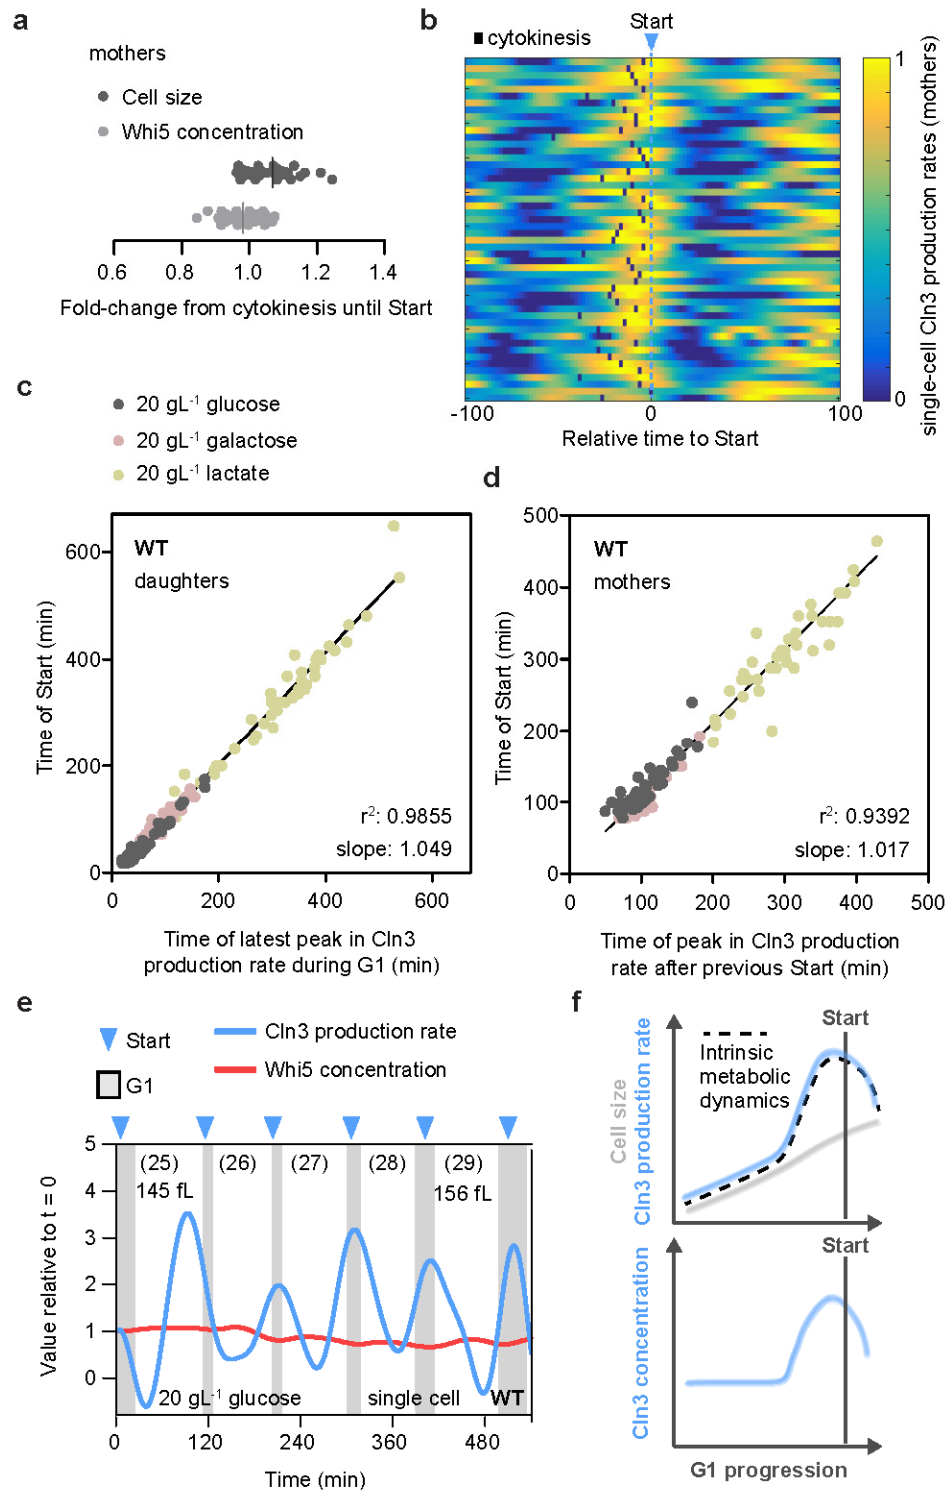 a
mothers
Cell size
Whi5 concentration
0.6 0.8 1.0 1.2 1.4
Fold-change from cytokinesis until Start
b
cytokinesis
Start
-100 0 100
Relative time to Start
1
0
single-cell Cln3 production rates (mothers)
c
20 gL⁻¹ glucose
20 gL⁻¹ galactose
20 gL⁻¹ lactate
WT
daughters
600
400
200
0
Time of Start (min)
r²: 0.9855
slope: 1.049
0 200 400 600
Time of latest peak in Cln3
production rate during G1 (min)
d
500
400
300
200
100
0
Time of Start (min)
WT
mothers
r²: 0.9392
slope: 1.017
0 100 200 300 400 500
Time of peak in Cln3 production
rate after previous Start (min)
e
Start
G1
Cln3 production rate
Whi5 concentration
5
4
3
2
1
0
Value relative to t = 0
(25) (26) (27) (28) (29)
145 fL 156 fL
20 gL⁻¹ glucose single cell WT
0 120 240 360 480
Time (min)
f
Start
Intrinsic
metabolic
dynamics
Cell size
Cln3 production rate
Start
Cln3 concentration
G1 progression